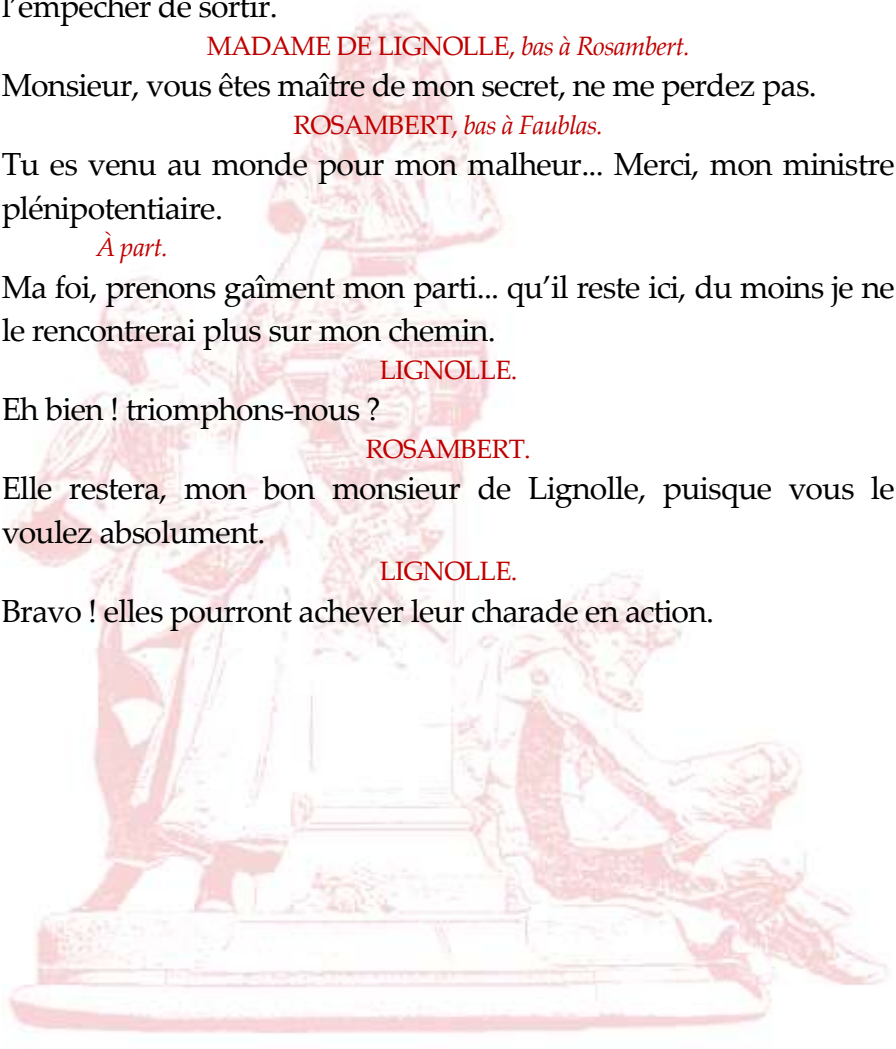 l'empêcher de sortir.
MADAME DE LIGNOLLE, bas à Rosambert.
Monsieur, vous êtes maître de mon secret, ne me perdez pas.
ROSAMBERT, bas à Faublas.
Tu es venu au monde pour mon malheur... Merci, mon ministre
plénipotentiaire.
À part.
Ma foi, prenons gaîment mon parti... qu'il reste ici, du moins je ne
le rencontrerai plus sur mon chemin.
LIGNOLLE.
Eh bien ! triomphons-nous ?
ROSAMBERT.
Elle restera, mon bon monsieur de Lignolle, puisque vous le
voulez absolument.
LIGNOLLE.
Bravo ! elles pourront achever leur charade en action.